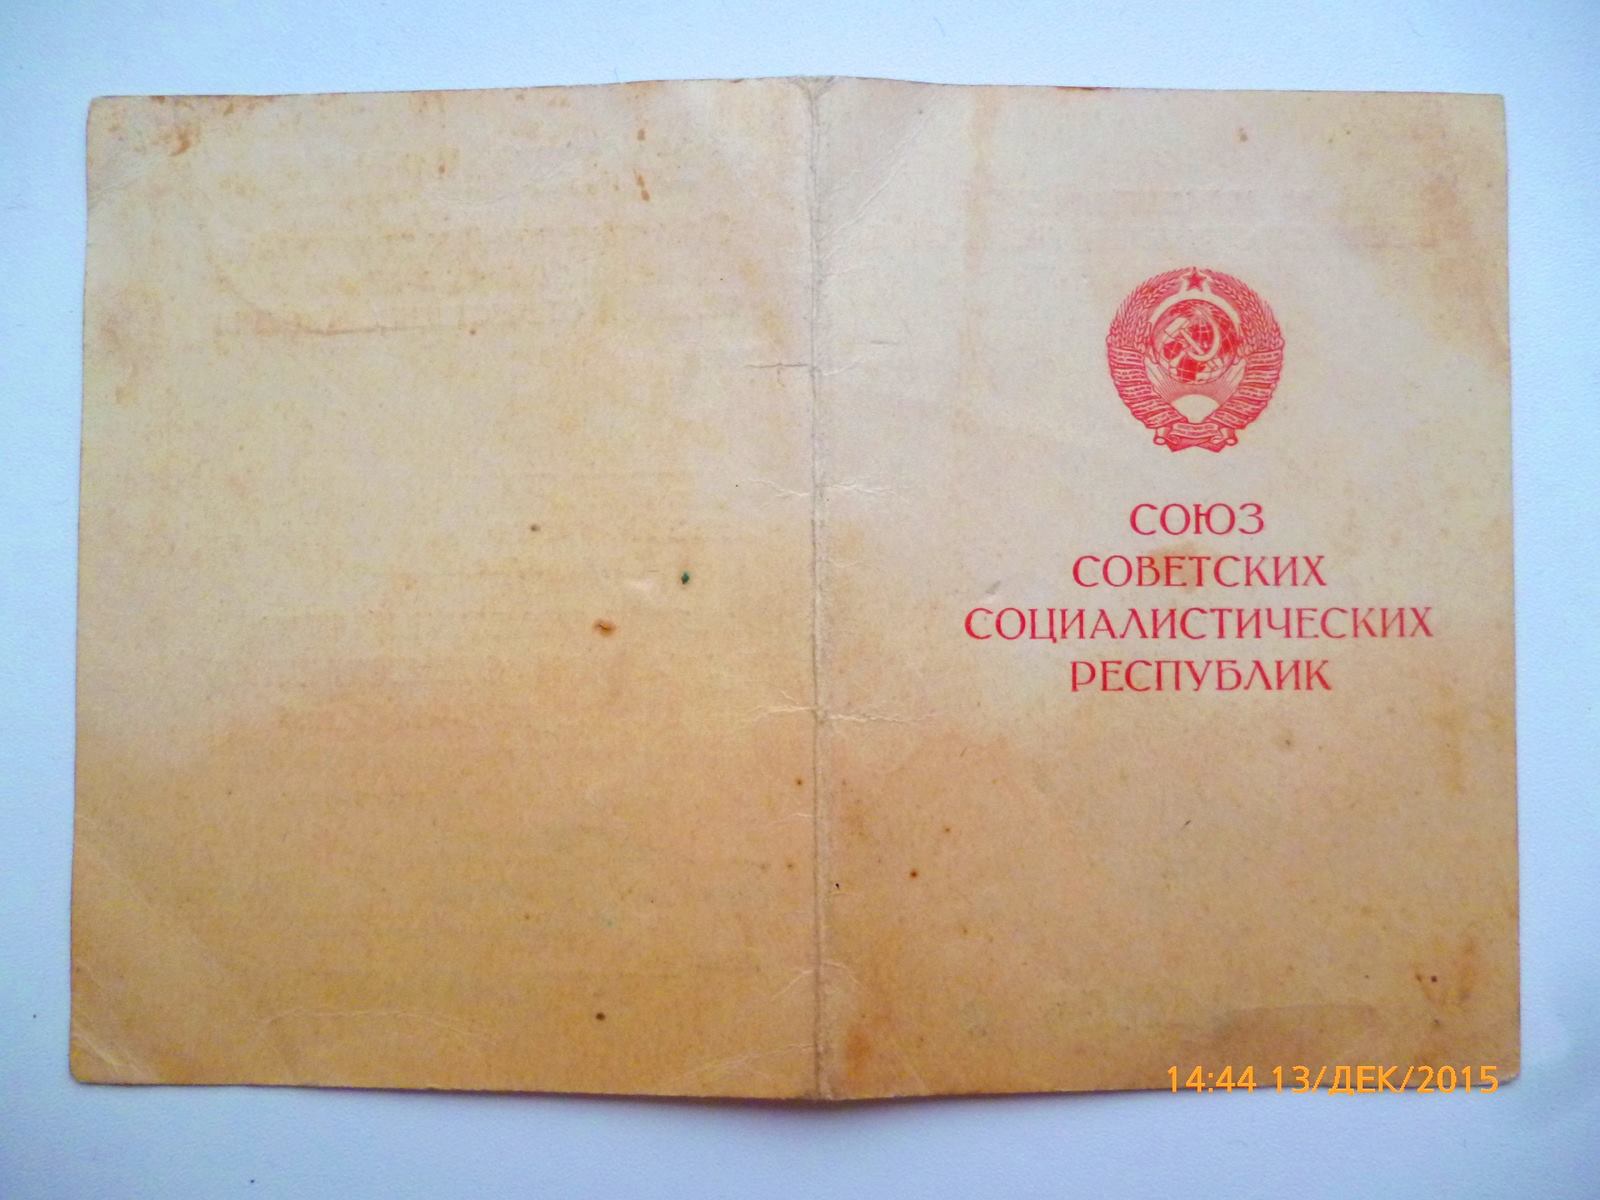 СОЮЗ
СОВЕТСКИХ
СОЦИАЛИСТИЧЕСКИХ
РЕСПУБЛИК
14:44 13/ДЕК/2015